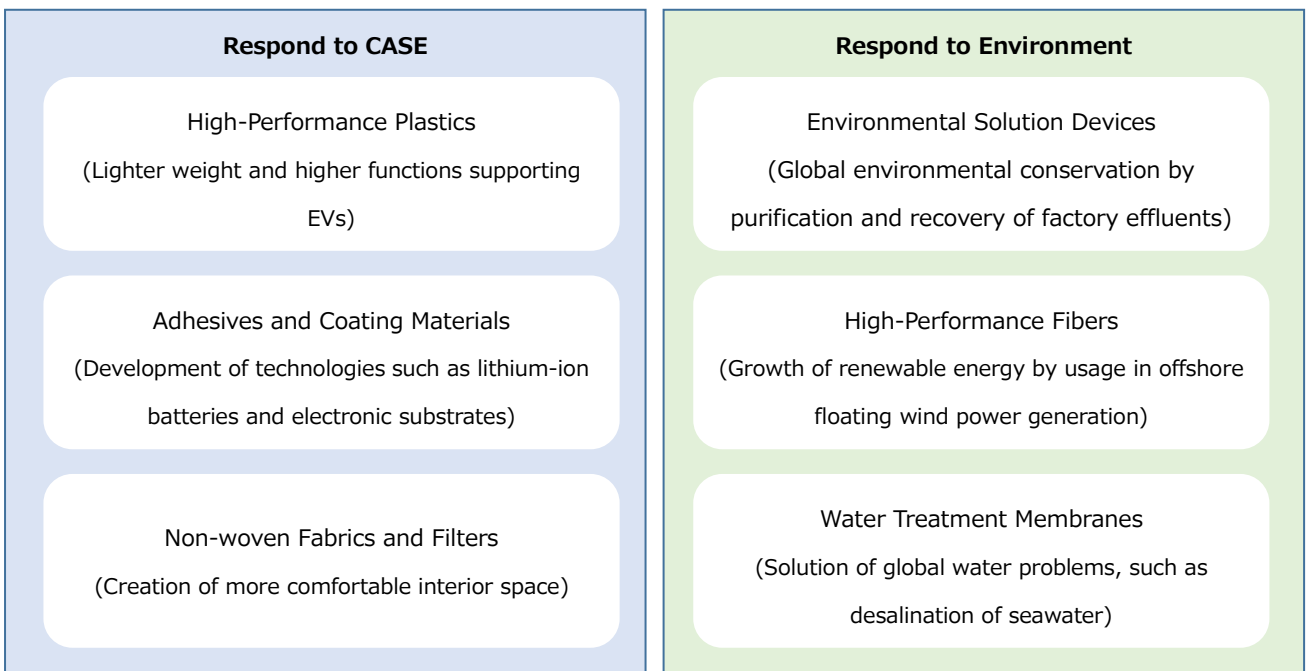 Respond to CASE
High-Performance Plastics
(Lighter weight and higher functions supporting
EVs)
Adhesives and Coating Materials
(Development of technologies such as lithium-ion
batteries and electronic substrates)
Non-woven Fabrics and Filters
(Creation of more comfortable interior space)
Respond to Environment
Environmental Solution Devices
(Global environmental conservation by
purification and recovery of factory effluents)
High-Performance Fibers
(Growth of renewable energy by usage in offshore
floating wind power generation)
Water Treatment Membranes
(Solution of global water problems, such as
desalination of seawater)